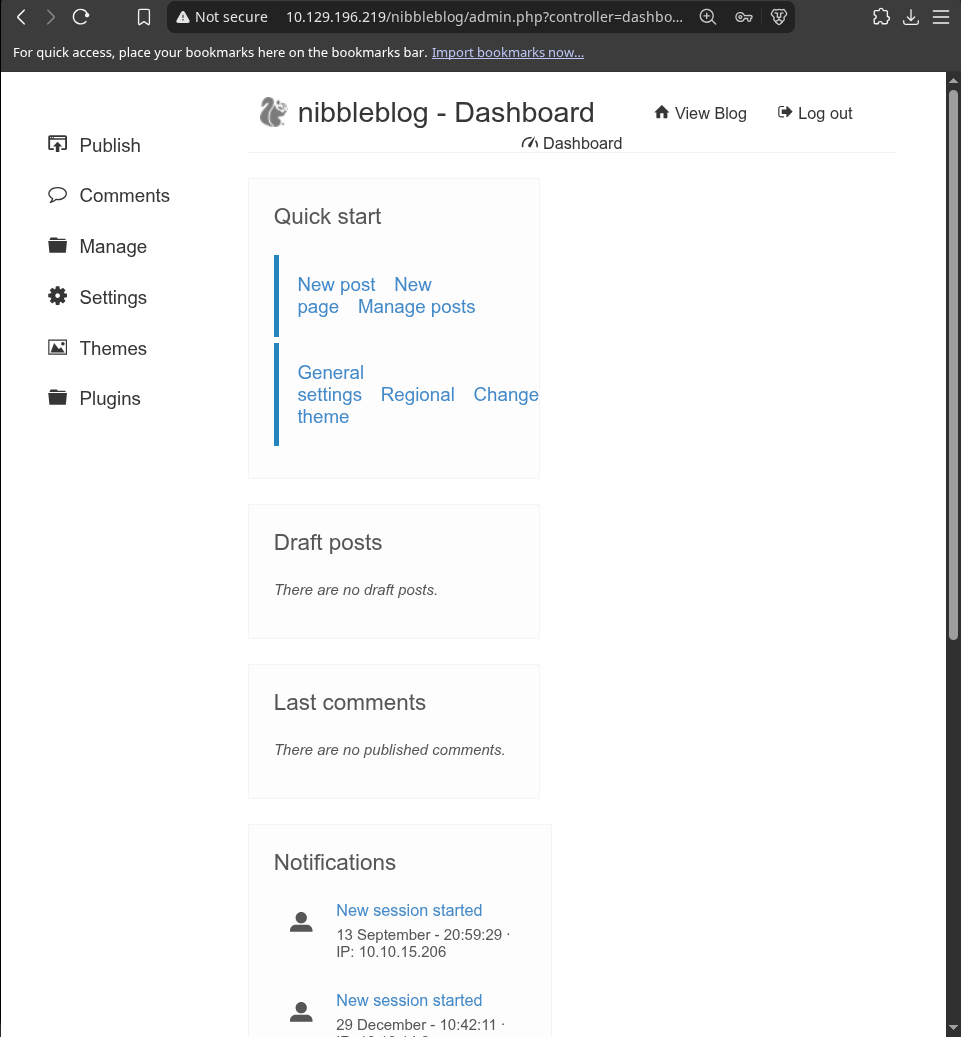 Not secure 10.129.196.219/nibbleblog/admin.php?controller=dashbo...
For quick access, place your bookmarks here on the bookmarks bar. Import bookmarks now...
nibbleblog - Dashboard
View Blog
Log out
Dashboard
Publish
Comments
Manage
Settings
Themes
Plugins
Quick start
New post New
page Manage posts
General
settings Regional Change
theme
Draft posts
There are no draft posts.
Last comments
There are no published comments.
Notifications
New session started
13 September - 20:59:29 ·
IP: 10.10.15.206
New session started
29 December - 10:42:11 ·